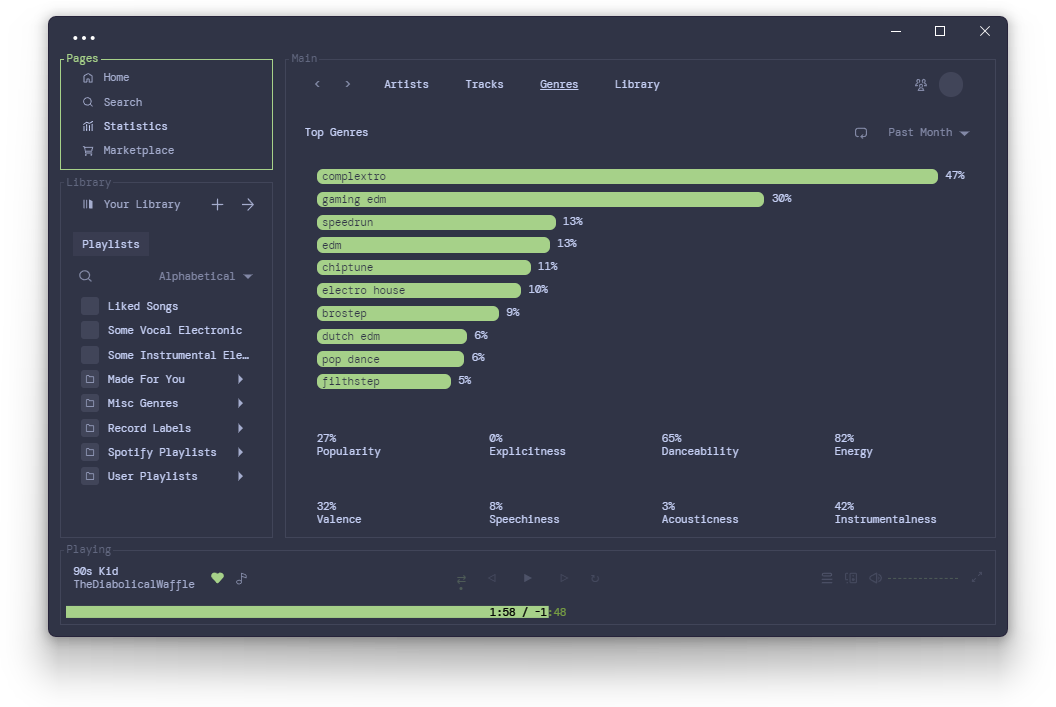 Pages
Home
Search
Statistics
Marketplace
Library
Your Library
Playlists
Alphabetical
Liked Songs
Some Vocal Electronic
Some Instrumental Ele…
Made For You
Misc Genres
Record Labels
Spotify Playlists
User Playlists
Main
Artists Tracks Genres Library
Top Genres
Past Month
complextro 47%
gaming edm 30%
speedrun 13%
edm 13%
chiptune 11%
electro house 10%
brostep 9%
dutch edm 6%
pop dance 6%
filthstep 5%
27% 0% 65% 82%
Popularity Explicitness Danceability Energy
32% 8% 3% 42%
Valence Speechiness Acousticness Instrumentalness
Playing
90s Kid
TheDiabolicalWaffle
1:58 / -1:48